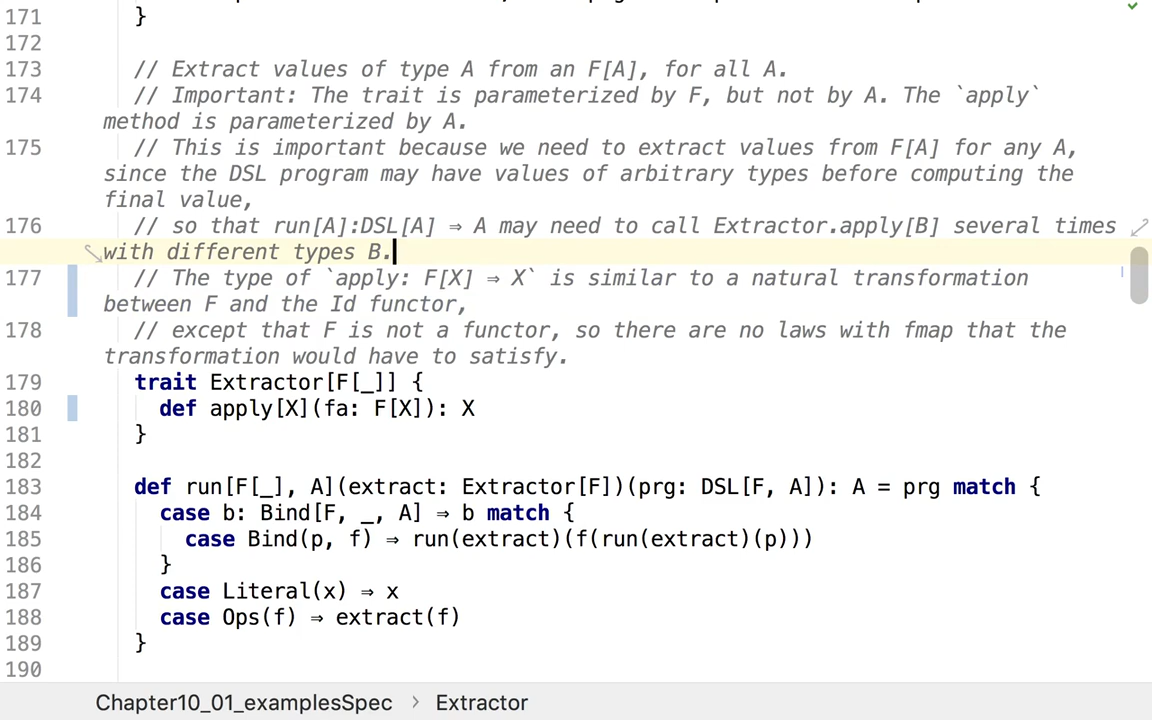 171 }
172
173 // Extract values of type A from an F[A], for all A.
174 // Important: The trait is parameterized by F, but not by A. The `apply`
method is parameterized by A.
175 // This is important because we need to extract values from F[A] for any A,
since the DSL program may have values of arbitrary types before computing the
final value,
176 // so that run[A]:DSL[A] ⇒ A may need to call Extractor.apply[B] several times
with different types B.
177 // The type of `apply: F[X] ⇒ X` is similar to a natural transformation
between F and the Id functor,
178 // except that F is not a functor, so there are no laws with fmap that the
transformation would have to satisfy.
179 trait Extractor[F[_]] {
180 def apply[X](fa: F[X]): X
181 }
182
183 def run[F[_], A](extract: Extractor[F])(prg: DSL[F, A]): A = prg match {
184 case b: Bind[F, _, A] ⇒ b match {
185 case Bind(p, f) ⇒ run(extract)(f(run(extract)(p)))
186 }
187 case Literal(x) ⇒ x
188 case Ops(f) ⇒ extract(f)
189 }
190
Chapter10_01_examplesSpec › Extractor